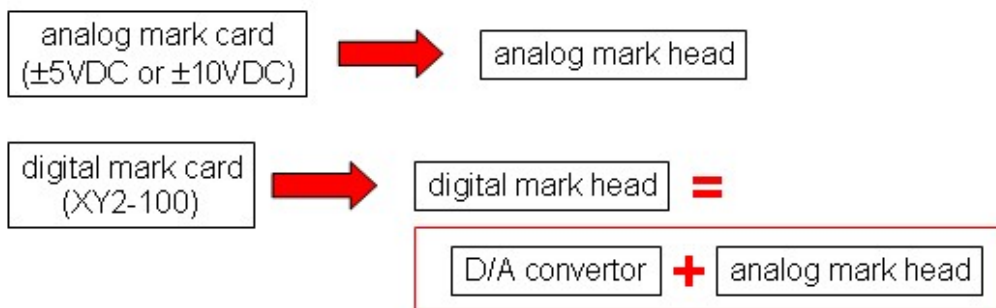 analog mark card
(±5VDC or ±10VDC)
analog mark head
digital mark card
(XY2-100)
digital mark head =
D/A convertor + analog mark head